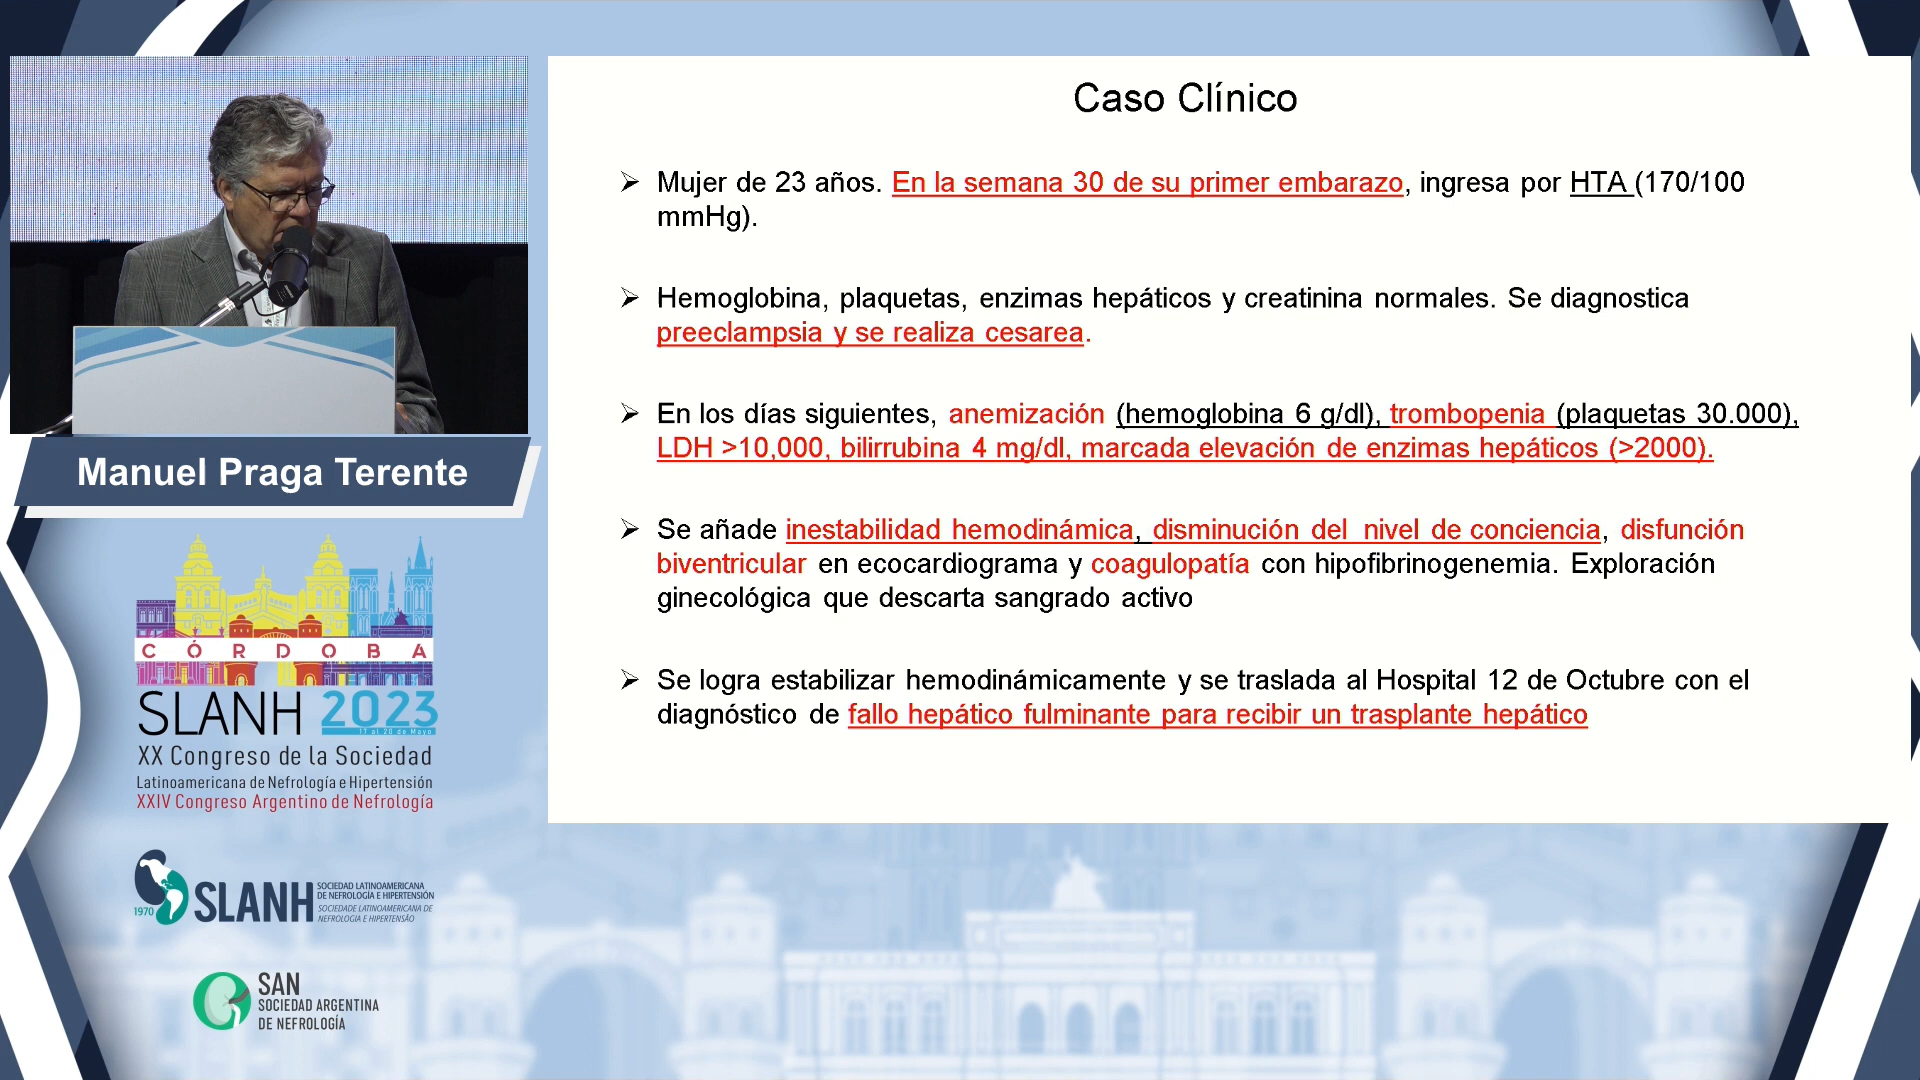 Caso Clínico
Mujer de 23 años. En la semana 30 de su primer embarazo, ingresa por HTA (170/100
mmHg).
Hemoglobina, plaquetas, enzimas hepáticos y creatinina normales. Se diagnostica
preeclampsia y se realiza cesarea.
En los días siguientes, anemización (hemoglobina 6 g/dl), trombopenia (plaquetas 30.000),
LDH >10,000, bilirrubina 4 mg/dl, marcada elevación de enzimas hepáticos (>2000).
Se añade inestabilidad hemodinámica, disminución del nivel de conciencia, disfunción
biventricular en ecocardiograma y coagulopatía con hipofibrinogenemia. Exploración
ginecológica que descarta sangrado activo
Se logra estabilizar hemodinámicamente y se traslada al Hospital 12 de Octubre con el
diagnóstico de fallo hepático fulminante para recibir un trasplante hepático
Manuel Praga Terente
CÓRDOBA
SLANH 2023
17 al 20 de Mayo
XX Congreso de la Sociedad
Latinoamericana de Nefrología e Hipertensión
XXIV Congreso Argentino de Nefrología
1970
SLANH
SOCIEDAD LATINOAMERICANA
DE NEFROLOGÍA E HIPERTENSIÓN
SOCIEDADE LATINOAMERICANA DE
NEFROLOGIA E HIPERTENSÃO
SAN
SOCIEDAD ARGENTINA
DE NEFROLOGÍA